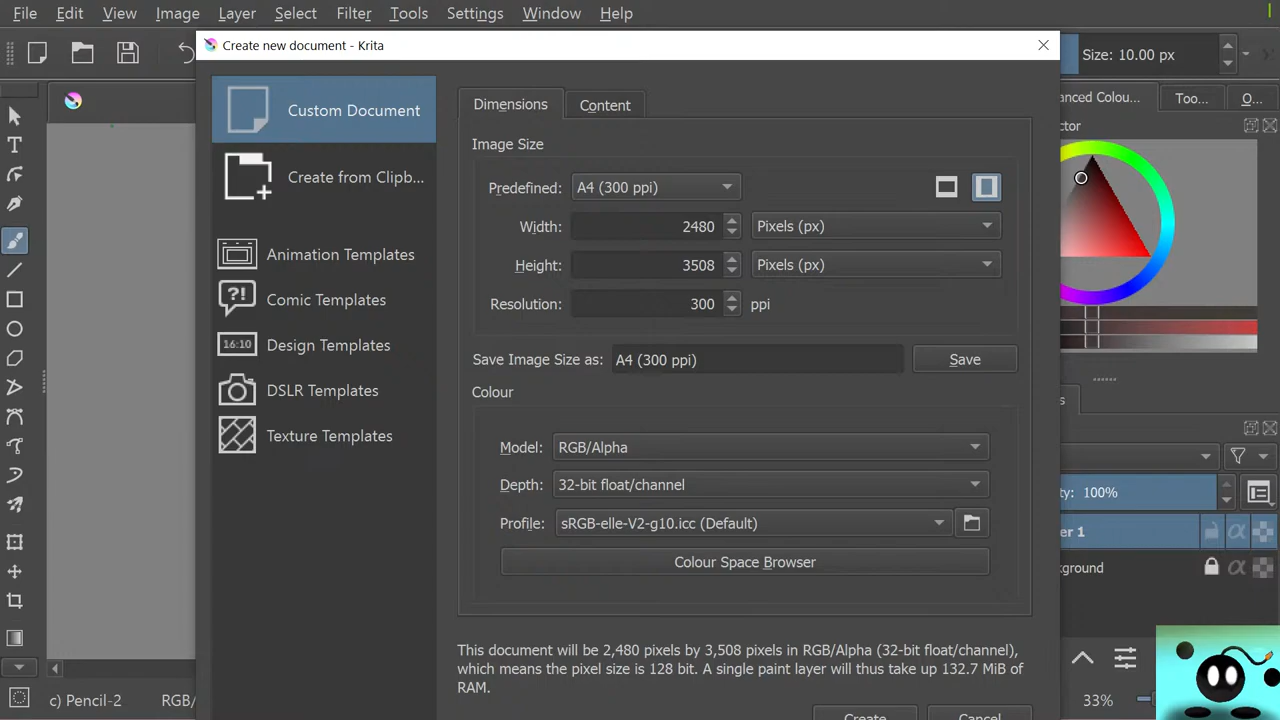 File Edit View Image Layer Select Filter Tools Settings Window Help
Create new document - Krita
Size: 10.00 px
Custom Document
Create from Clipb...
Animation Templates
?! Comic Templates
16:10 Design Templates
DSLR Templates
Texture Templates
Dimensions Content
Image Size
Predefined: A4 (300 ppi)
Width: 2480 Pixels (px)
Height: 3508 Pixels (px)
Resolution: 300 ppi
Save Image Size as: A4 (300 ppi) Save
Colour
Model: RGB/Alpha
Depth: 32-bit float/channel
Profile: sRGB-elle-V2-g10.icc (Default)
Colour Space Browser
This document will be 2,480 pixels by 3,508 pixels in RGB/Alpha (32-bit float/channel),
which means the pixel size is 128 bit. A single paint layer will thus take up 132.7 MiB of
RAM.
Create Cancel
anced Colou... Too... O...
ctor
s
ty: 100%
er 1
kground
33%
c) Pencil-2 RGB/